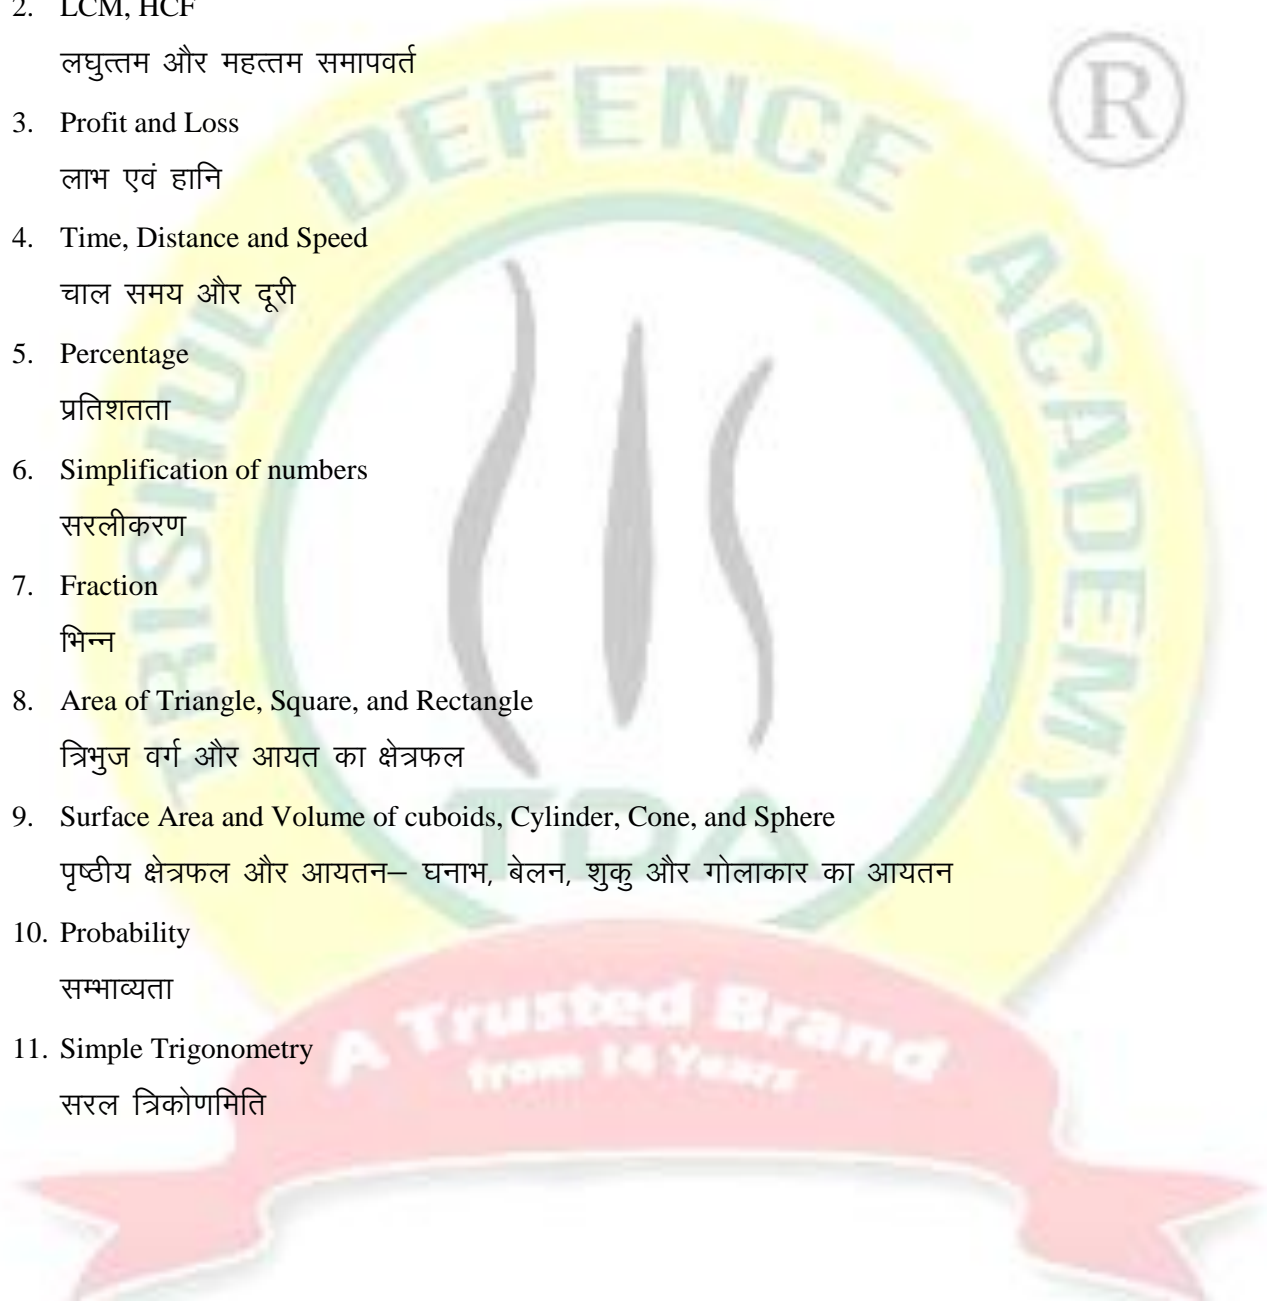 2. LCM, HCF
लघुत्तम और महत्तम समापवर्त
3. Profit and Loss
लाभ एवं हानि
4. Time, Distance and Speed
चाल समय और दूरी
5. Percentage
प्रतिशतता
6. Simplification of numbers
सरलीकरण
7. Fraction
भिन्न
8. Area of Triangle, Square, and Rectangle
त्रिभुज वर्ग और आयत का क्षेत्रफल
9. Surface Area and Volume of cuboids, Cylinder, Cone, and Sphere
पृष्ठीय क्षेत्रफल और आयतन– घनाभ, बेलन, शुकु और गोलाकार का आयतन
10. Probability
सम्भाव्यता
11. Simple Trigonometry
सरल त्रिकोणमिति
TRISHUL DEFENCE ACADEMY
R
TDA
A Trusted Brand
from 14 Years